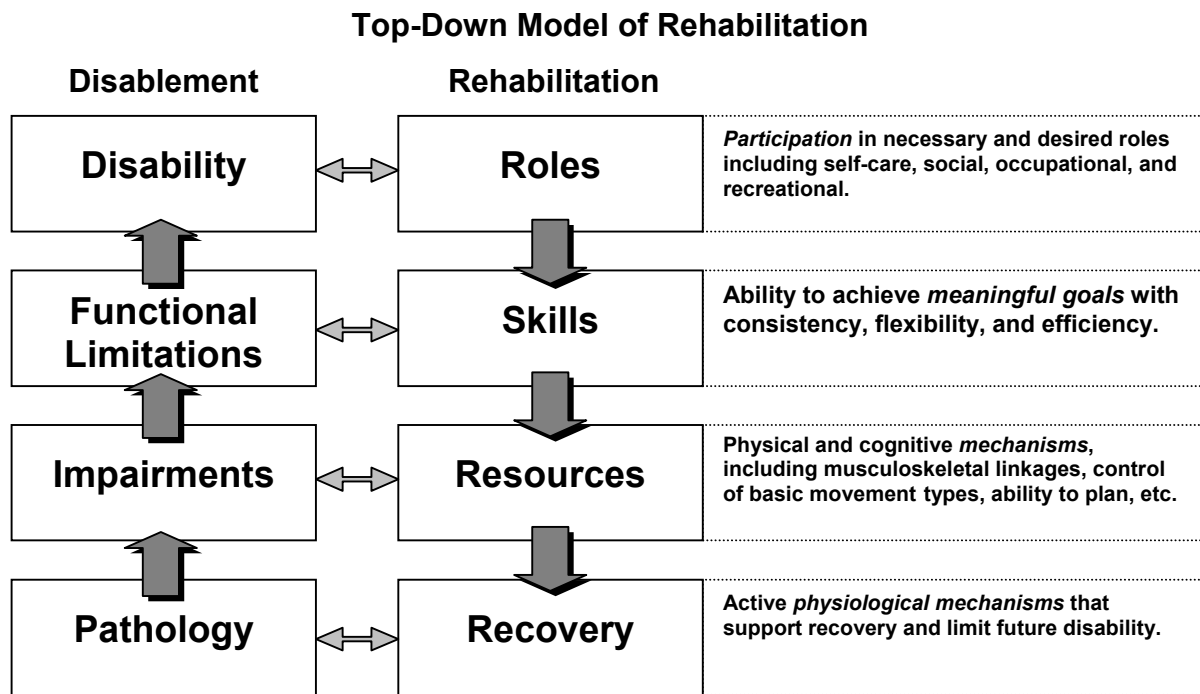 Top-Down Model of Rehabilitation
Disablement
Rehabilitation
Disability
Roles
Participation in necessary and desired roles
including self-care, social, occupational, and
recreational.
Functional
Limitations
Skills
Ability to achieve meaningful goals with
consistency, flexibility, and efficiency.
Impairments
Resources
Physical and cognitive mechanisms,
including musculoskeletal linkages, control
of basic movement types, ability to plan, etc.
Pathology
Recovery
Active physiological mechanisms that
support recovery and limit future disability.